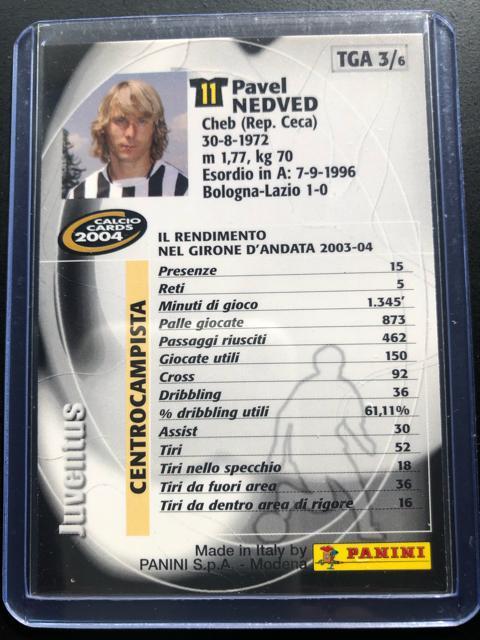 TGA 3/6
11 Pavel
NEDVED
Cheb (Rep. Ceca)
30-8-1972
m 1,77, kg 70
Esordio in A: 7-9-1996
Bologna-Lazio 1-0
CALCIO
CARDS
2004
IL RENDIMENTO
NEL GIRONE D'ANDATA 2003-04
Presenze 15
Reti 5
Minuti di gioco 1.345'
Palle giocate 873
Passaggi riusciti 462
Giocate utili 150
Cross 92
Dribbling 36
% dribbling utili 61,11%
Assist 30
Tiri 52
Tiri nello specchio 18
Tiri da fuori area 36
Tiri da dentro area di rigore 16
CENTROCAMPISTA
Juventus
Made in Italy by
PANINI S.p.A. - Modena
PANINI